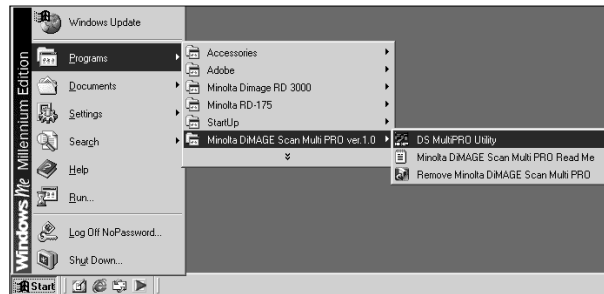 Windows Me Millennium Edition
Windows Update
Programs
Documents
Settings
Search
Help
Run...
Log Off NoPassword...
Shut Down...
Accessories
Adobe
Minolta Dimage RD 3000
Minolta RD-175
StartUp
Minolta DiMAGE Scan Multi PRO ver.1.0
DS MultiPRO Utility
Minolta DiMAGE Scan Multi PRO Read Me
Remove Minolta DiMAGE Scan Multi PRO
Start